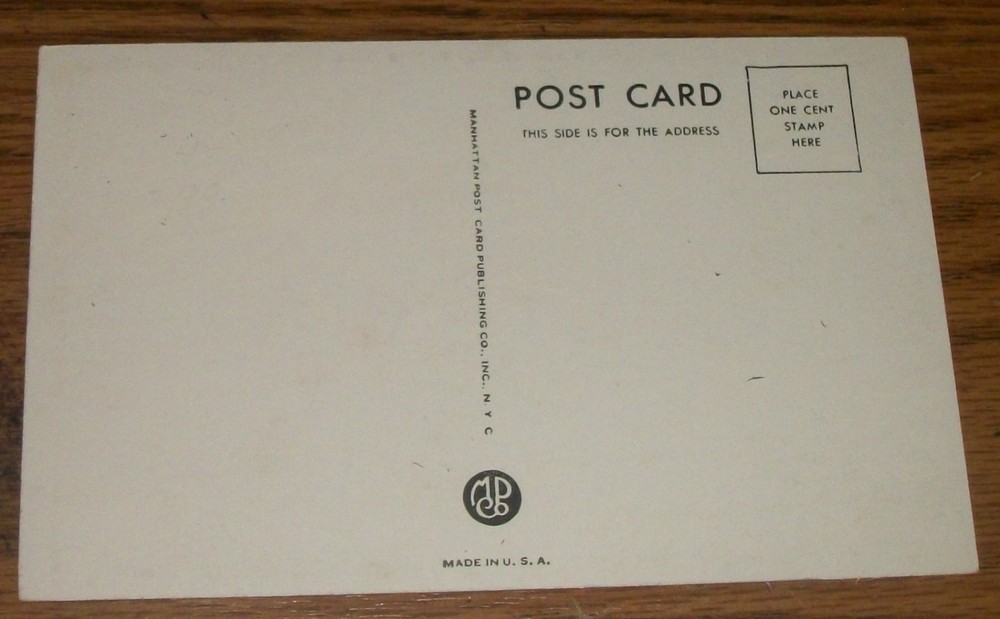 POST CARD
THIS SIDE IS FOR THE ADDRESS
PLACE
ONE CENT
STAMP
HERE
MANHATTAN POST CARD PUBLISHING CO., INC., N Y C
MPCo
MADE IN U. S. A.